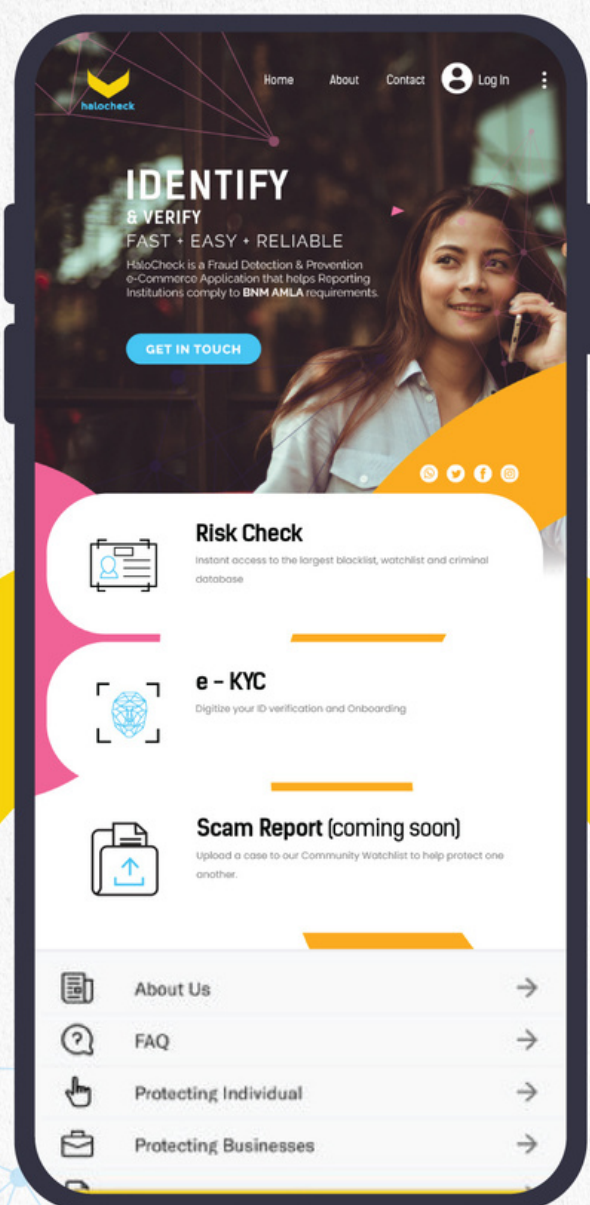 halocheck
Home About Contact Log In
IDENTIFY
& VERIFY
FAST + EASY + RELIABLE
HaloCheck is a Fraud Detection & Prevention
e-Commerce Application that helps Reporting
Institutions comply to BNM AMLA requirements.
GET IN TOUCH
Risk Check
Instant access to the largest blacklist, watchlist and criminal
database
e - KYC
Digitize your ID verification and Onboarding
Scam Report (coming soon)
Upload a case to our Community Watchlist to help protect one
another.
About Us
FAQ
Protecting Individual
Protecting Businesses